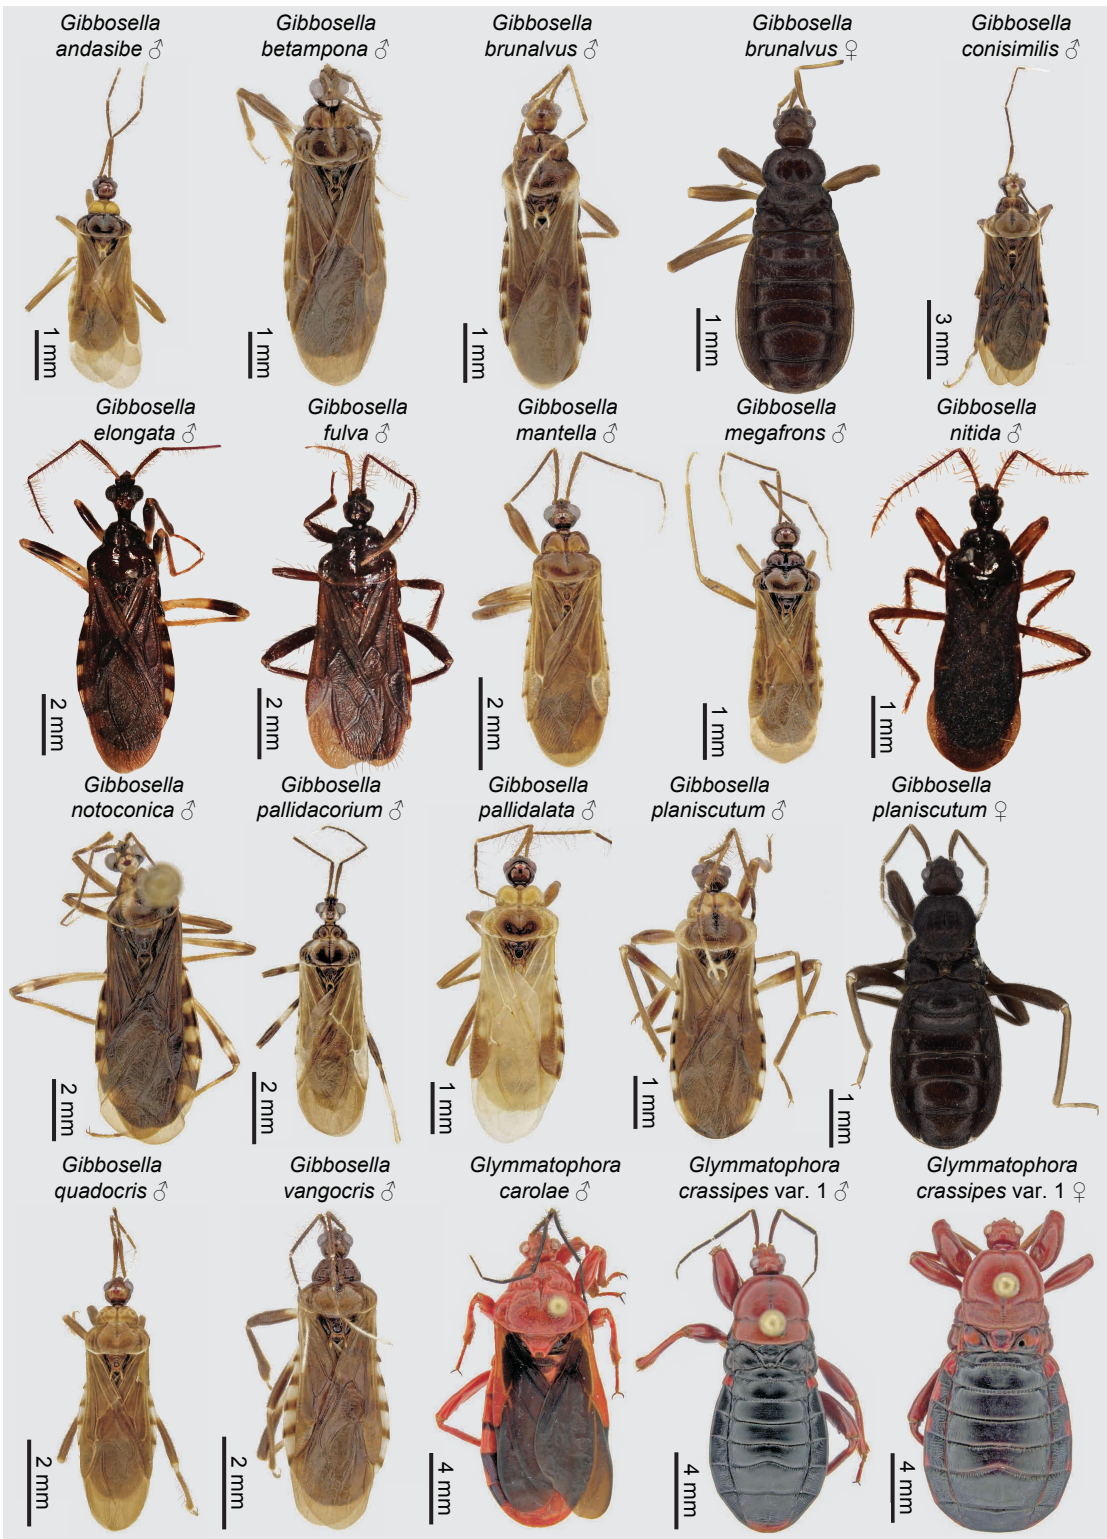 Gibbosella
andasibe ♂
Gibbosella
betampona ♂
Gibbosella
brunalvus ♂
Gibbosella
brunalvus ♀
Gibbosella
conisimilis ♂
1 mm
1 mm
1 mm
1 mm
3 mm
Gibbosella
elongata ♂
Gibbosella
fulva ♂
Gibbosella
mantella ♂
Gibbosella
megafrons ♂
Gibbosella
nitida ♂
2 mm
2 mm
2 mm
1 mm
1 mm
Gibbosella
notoconica ♂
Gibbosella
pallidacorium ♂
Gibbosella
pallidalata ♂
Gibbosella
planiscutum ♂
Gibbosella
planiscutum ♀
2 mm
2 mm
1 mm
1 mm
1 mm
Gibbosella
quadocris ♂
Gibbosella
vangocris ♂
Glymmatophora
carolae ♂
Glymmatophora
crassipes var. 1 ♂
Glymmatophora
crassipes var. 1 ♀
2 mm
2 mm
4 mm
4 mm
4 mm